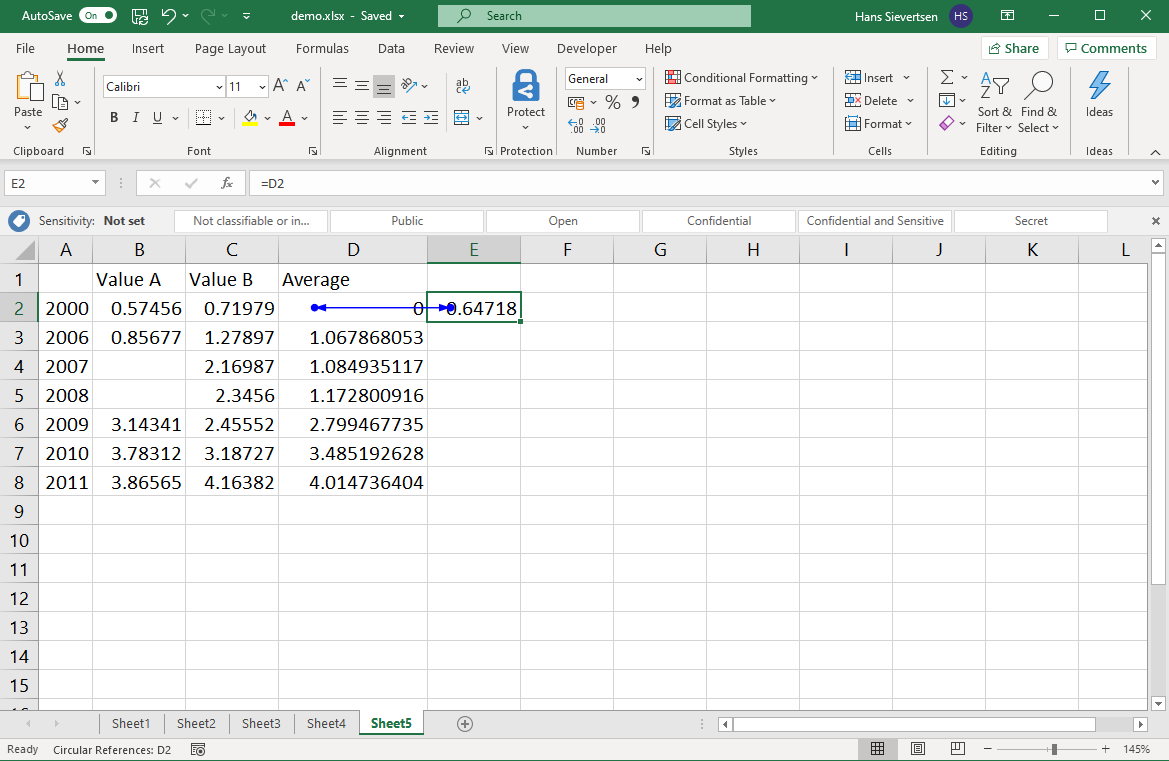 AutoSave On demo.xlsx - Saved Search Hans Sievertsen HS
File Home Insert Page Layout Formulas Data Review View Developer Help Share Comments
Calibri 11 General Conditional Formatting Insert
Paste B I U A Protect % Format as Table Delete Sort & Filter Find & Select Ideas
Cell Styles Format
Clipboard Font Alignment Protection Number Styles Cells Editing Ideas
E2 fx =D2
Sensitivity: Not set Not classifiable or in... Public Open Confidential Confidential and Sensitive Secret
A B C D E F G H I J K L
1 Value A Value B Average
2 2000 0.57456 0.71979 0 0.64718
3 2006 0.85677 1.27897 1.067868053
4 2007 2.16987 1.084935117
5 2008 2.3456 1.172800916
6 2009 3.14341 2.45552 2.799467735
7 2010 3.78312 3.18727 3.485192628
8 2011 3.86565 4.16382 4.014736404
9
10
11
12
13
14
15
Sheet1 Sheet2 Sheet3 Sheet4 Sheet5
Ready Circular References: D2 145%